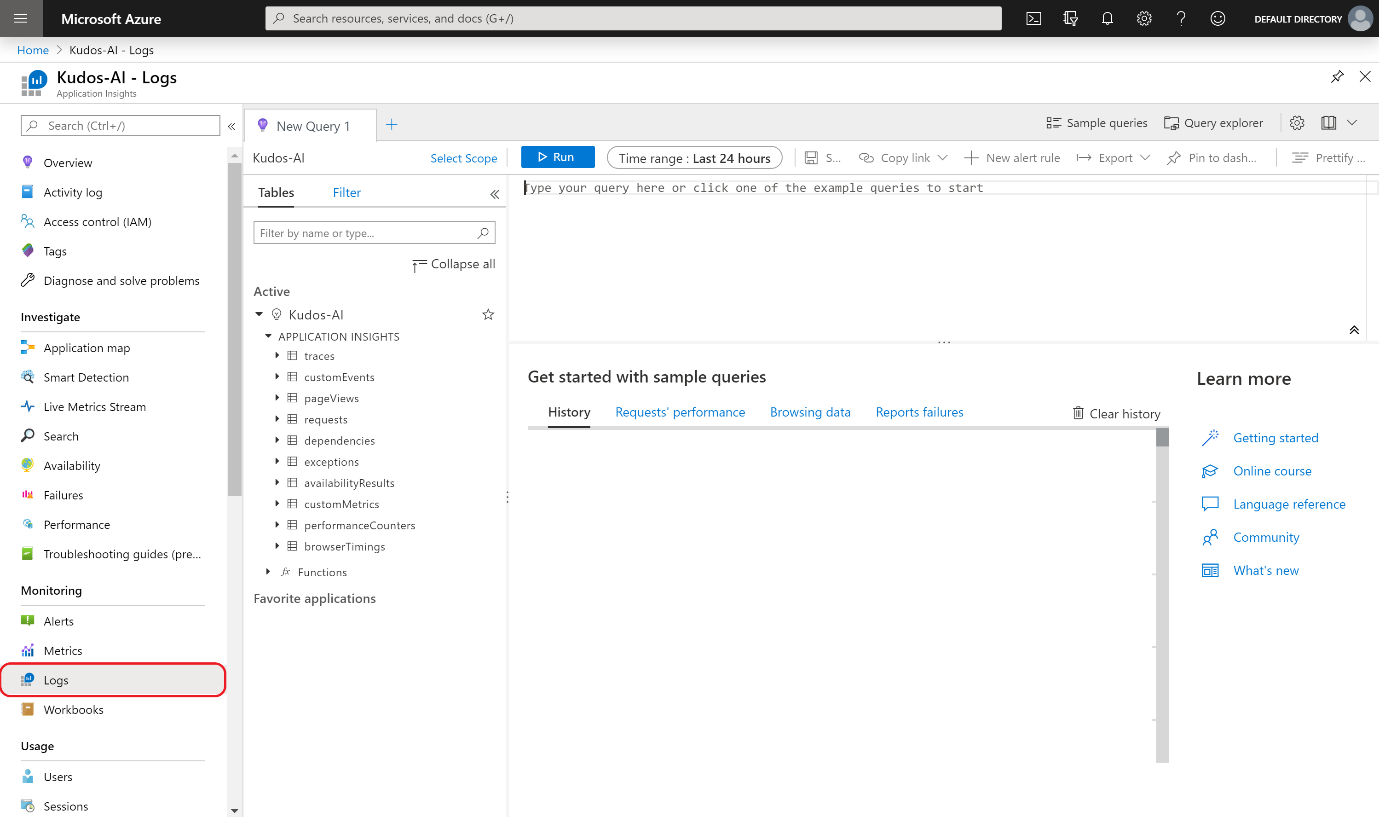 Microsoft Azure
Search resources, services, and docs (G+/)
DEFAULT DIRECTORY
Home > Kudos-AI - Logs
Kudos-AI - Logs
Application Insights
Search (Ctrl+/)
Overview
Activity log
Access control (IAM)
Tags
Diagnose and solve problems
Investigate
Application map
Smart Detection
Live Metrics Stream
Search
Availability
Failures
Performance
Troubleshooting guides (pre...
Monitoring
Alerts
Metrics
Logs
Workbooks
Usage
Users
Sessions
New Query 1
Sample queries
Query explorer
Kudos-AI
Select Scope
Run
Time range : Last 24 hours
S...
Copy link
New alert rule
Export
Pin to dash...
Prettify ...
Tables
Filter
Filter by name or type...
Collapse all
Active
Kudos-AI
APPLICATION INSIGHTS
traces
customEvents
pageViews
requests
dependencies
exceptions
availabilityResults
customMetrics
performanceCounters
browserTimings
fx Functions
Favorite applications
Type your query here or click one of the example queries to start
Get started with sample queries
History
Requests' performance
Browsing data
Reports failures
Clear history
Learn more
Getting started
Online course
Language reference
Community
What's new